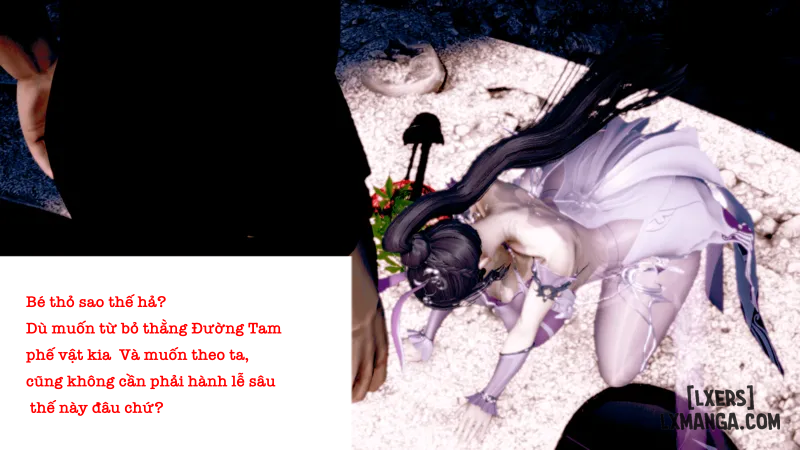 Bé thỏ sao thế hả?
Dù muốn từ bỏ thằng Đường Tam
phế vật kia Và muốn theo ta,
cũng không cần phải hành lễ sâu
thế này đâu chứ?
[LXERS]
VXMANGA.COM